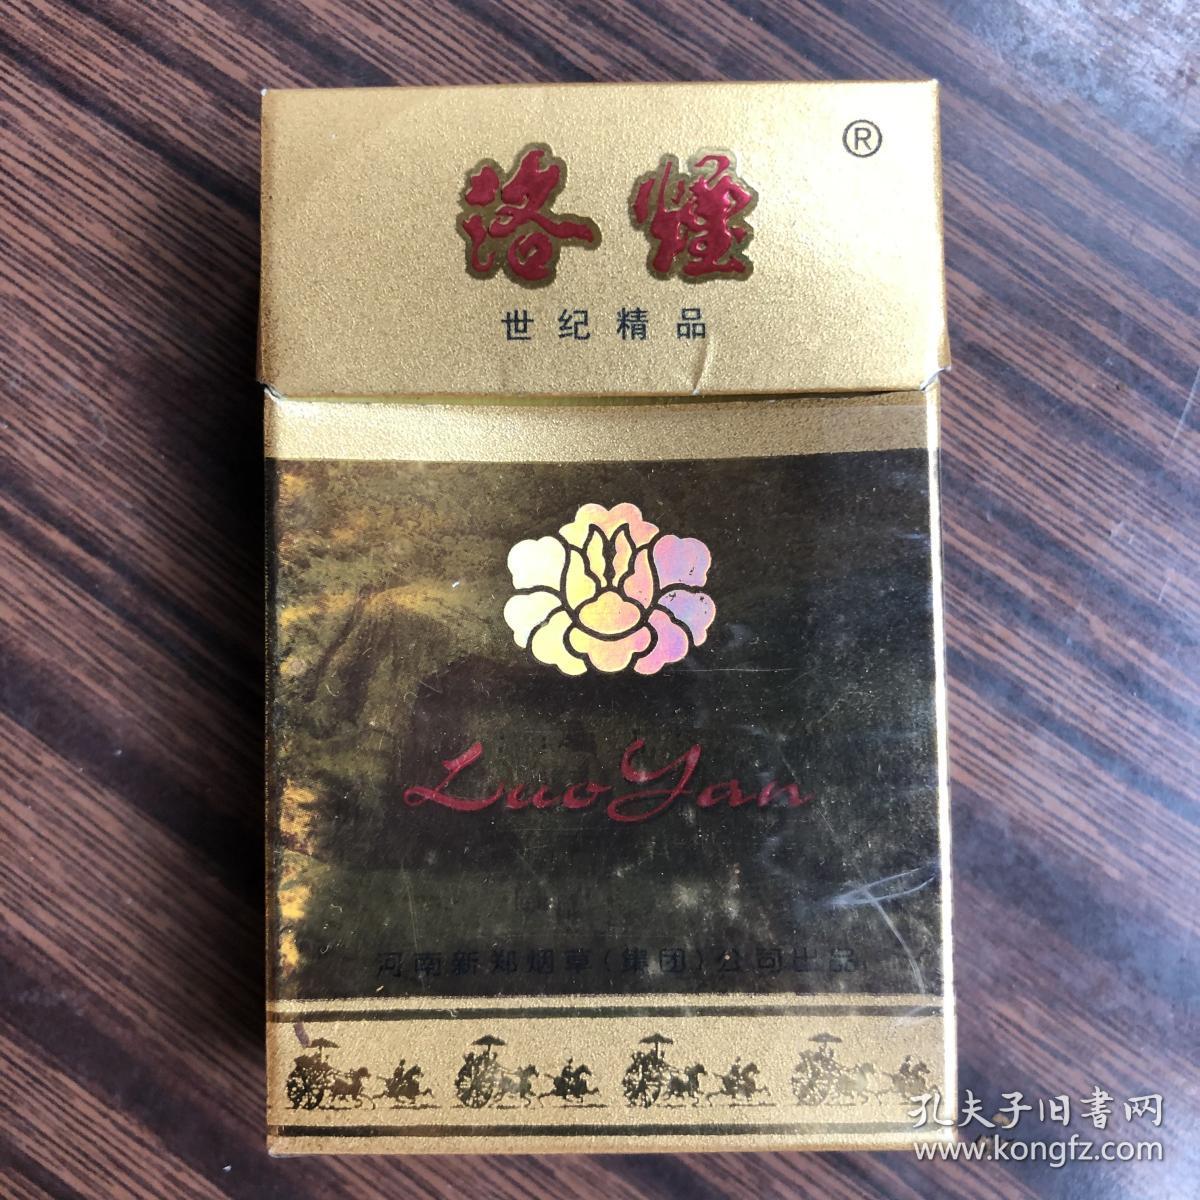 ®
洛烟
世纪精品
LuoYan
河南新郑烟草(集团)公司出品
孔夫子旧書网
www.kongfz.com